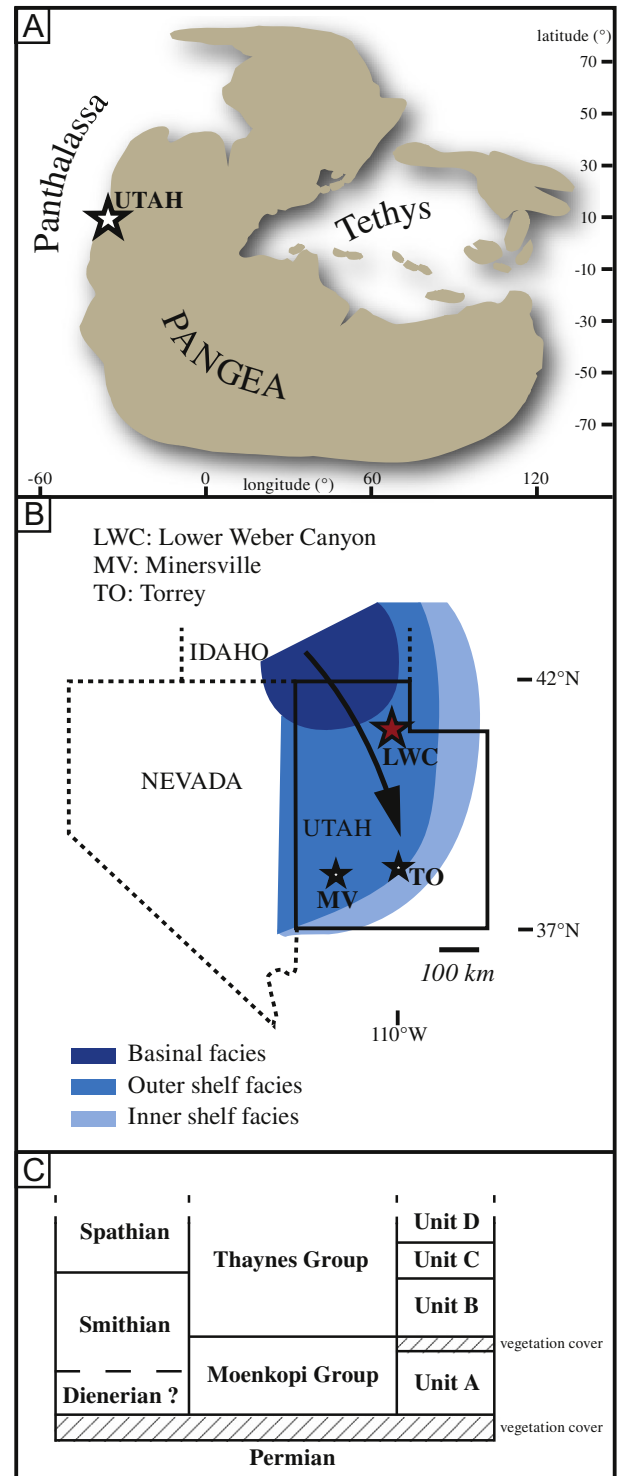 A
latitude (°)
70
50
30
10
-10
-30
-50
-70
Panthalassa
UTAH
Tethys
PANGEA
-60
0
longitude (°)
60
120
B
LWC: Lower Weber Canyon
MV: Minersville
TO: Torrey
IDAHO
42°N
LWC
NEVADA
UTAH
MV
TO
37°N
100 km
110°W
Basinal facies
Outer shelf facies
Inner shelf facies
C
Spathian
Smithian
Dienerian ?
Thaynes Group
Moenkopi Group
Unit D
Unit C
Unit B
vegetation cover
Unit A
vegetation cover
Permian